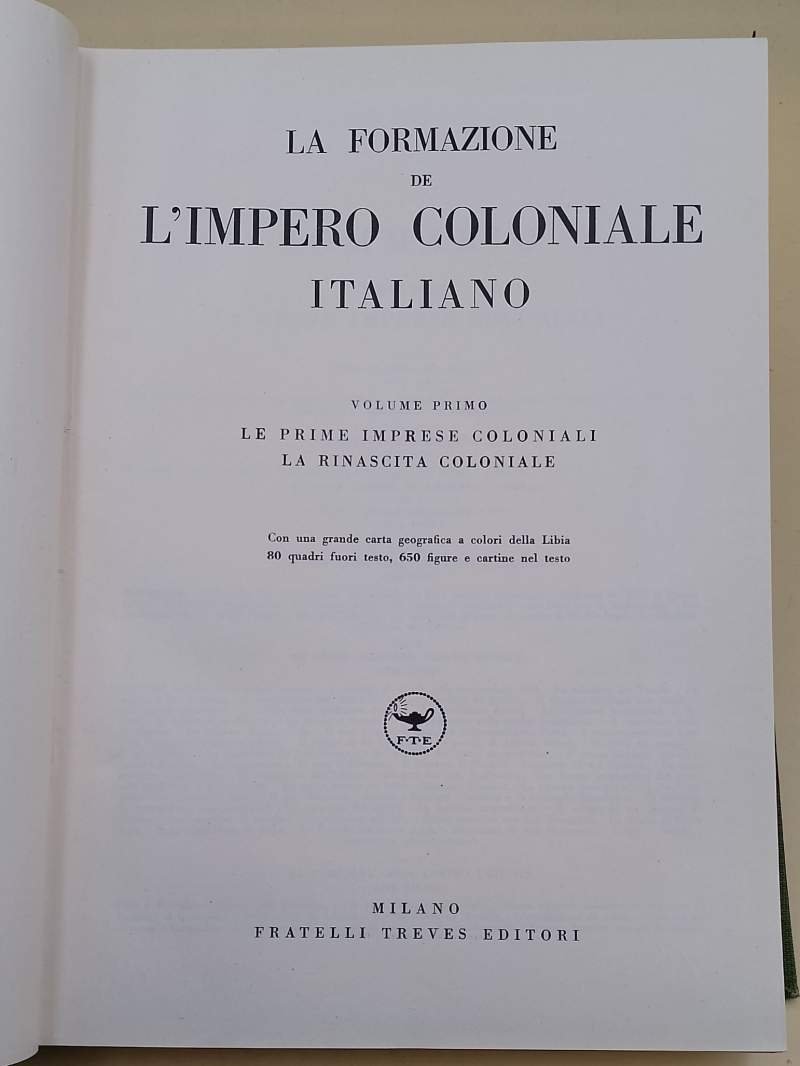 LA FORMAZIONE
DE
L'IMPERO COLONIALE
ITALIANO
VOLUME PRIMO
LE PRIME IMPRESE COLONIALI
LA RINASCITA COLONIALE
Con una grande carta geografica a colori della Libia
80 quadri fuori testo, 650 figure e cartine nel testo
F·T·E
MILANO
FRATELLI TREVES EDITORI